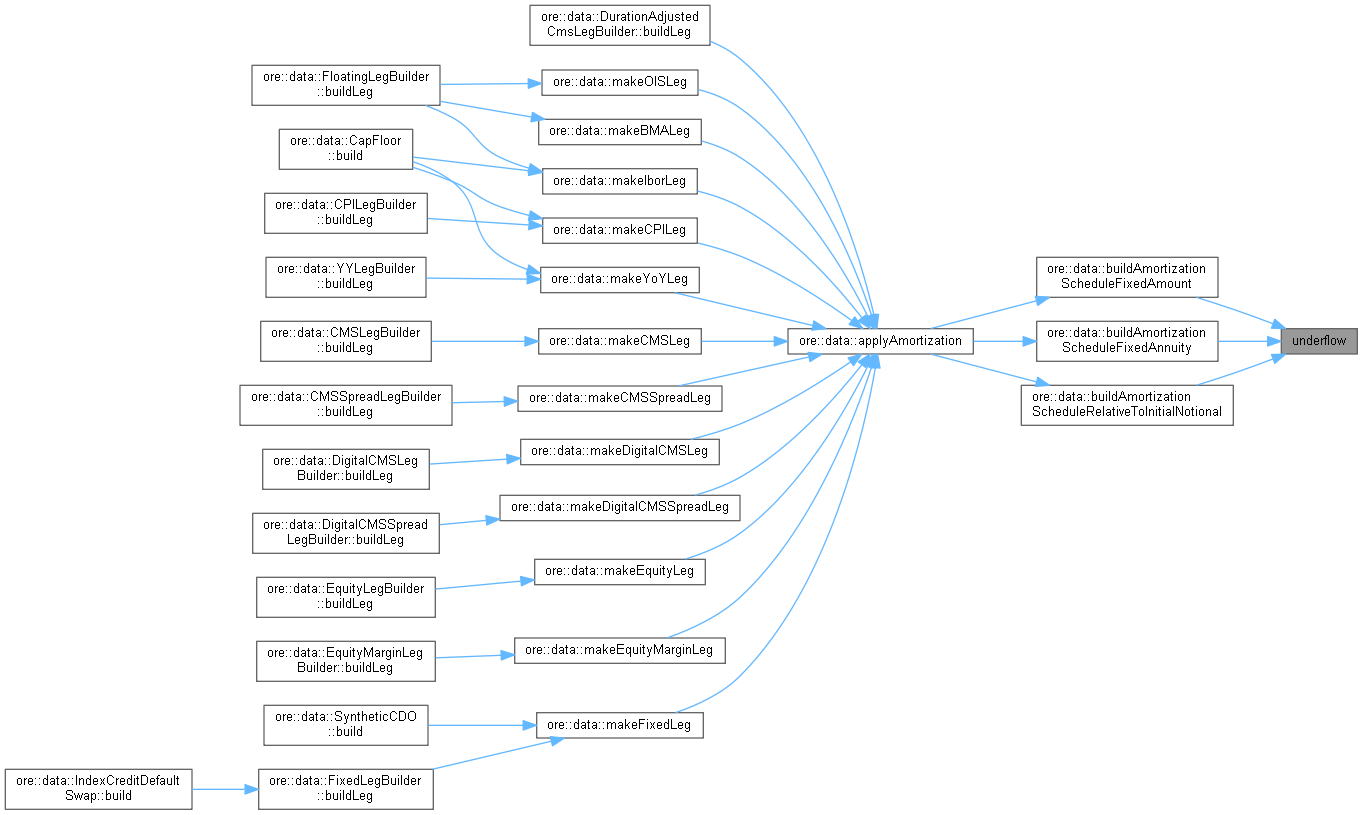 ore::data::DurationAdjusted
CmsLegBuilder::buildLeg
ore::data::FloatingLegBuilder
::buildLeg
ore::data::makeOISLeg
ore::data::makeBMALeg
ore::data::CapFloor
::build
ore::data::makeIborLeg
ore::data::CPILegBuilder
::buildLeg
ore::data::makeCPILeg
ore::data::YYLegBuilder
::buildLeg
ore::data::makeYoYLeg
ore::data::buildAmortization
ScheduleFixedAmount
ore::data::CMSLegBuilder
::buildLeg
ore::data::makeCMSLeg
ore::data::applyAmortization
ore::data::buildAmortization
ScheduleFixedAnnuity
underflow
ore::data::CMSSpreadLegBuilder
::buildLeg
ore::data::makeCMSSpreadLeg
ore::data::buildAmortization
ScheduleRelativeToInitialNotional
ore::data::DigitalCMSLeg
Builder::buildLeg
ore::data::makeDigitalCMSLeg
ore::data::DigitalCMSSpread
LegBuilder::buildLeg
ore::data::makeDigitalCMSSpreadLeg
ore::data::EquityLegBuilder
::buildLeg
ore::data::makeEquityLeg
ore::data::EquityMarginLeg
Builder::buildLeg
ore::data::makeEquityMarginLeg
ore::data::SyntheticCDO
::build
ore::data::makeFixedLeg
ore::data::IndexCreditDefault
Swap::build
ore::data::FixedLegBuilder
::buildLeg